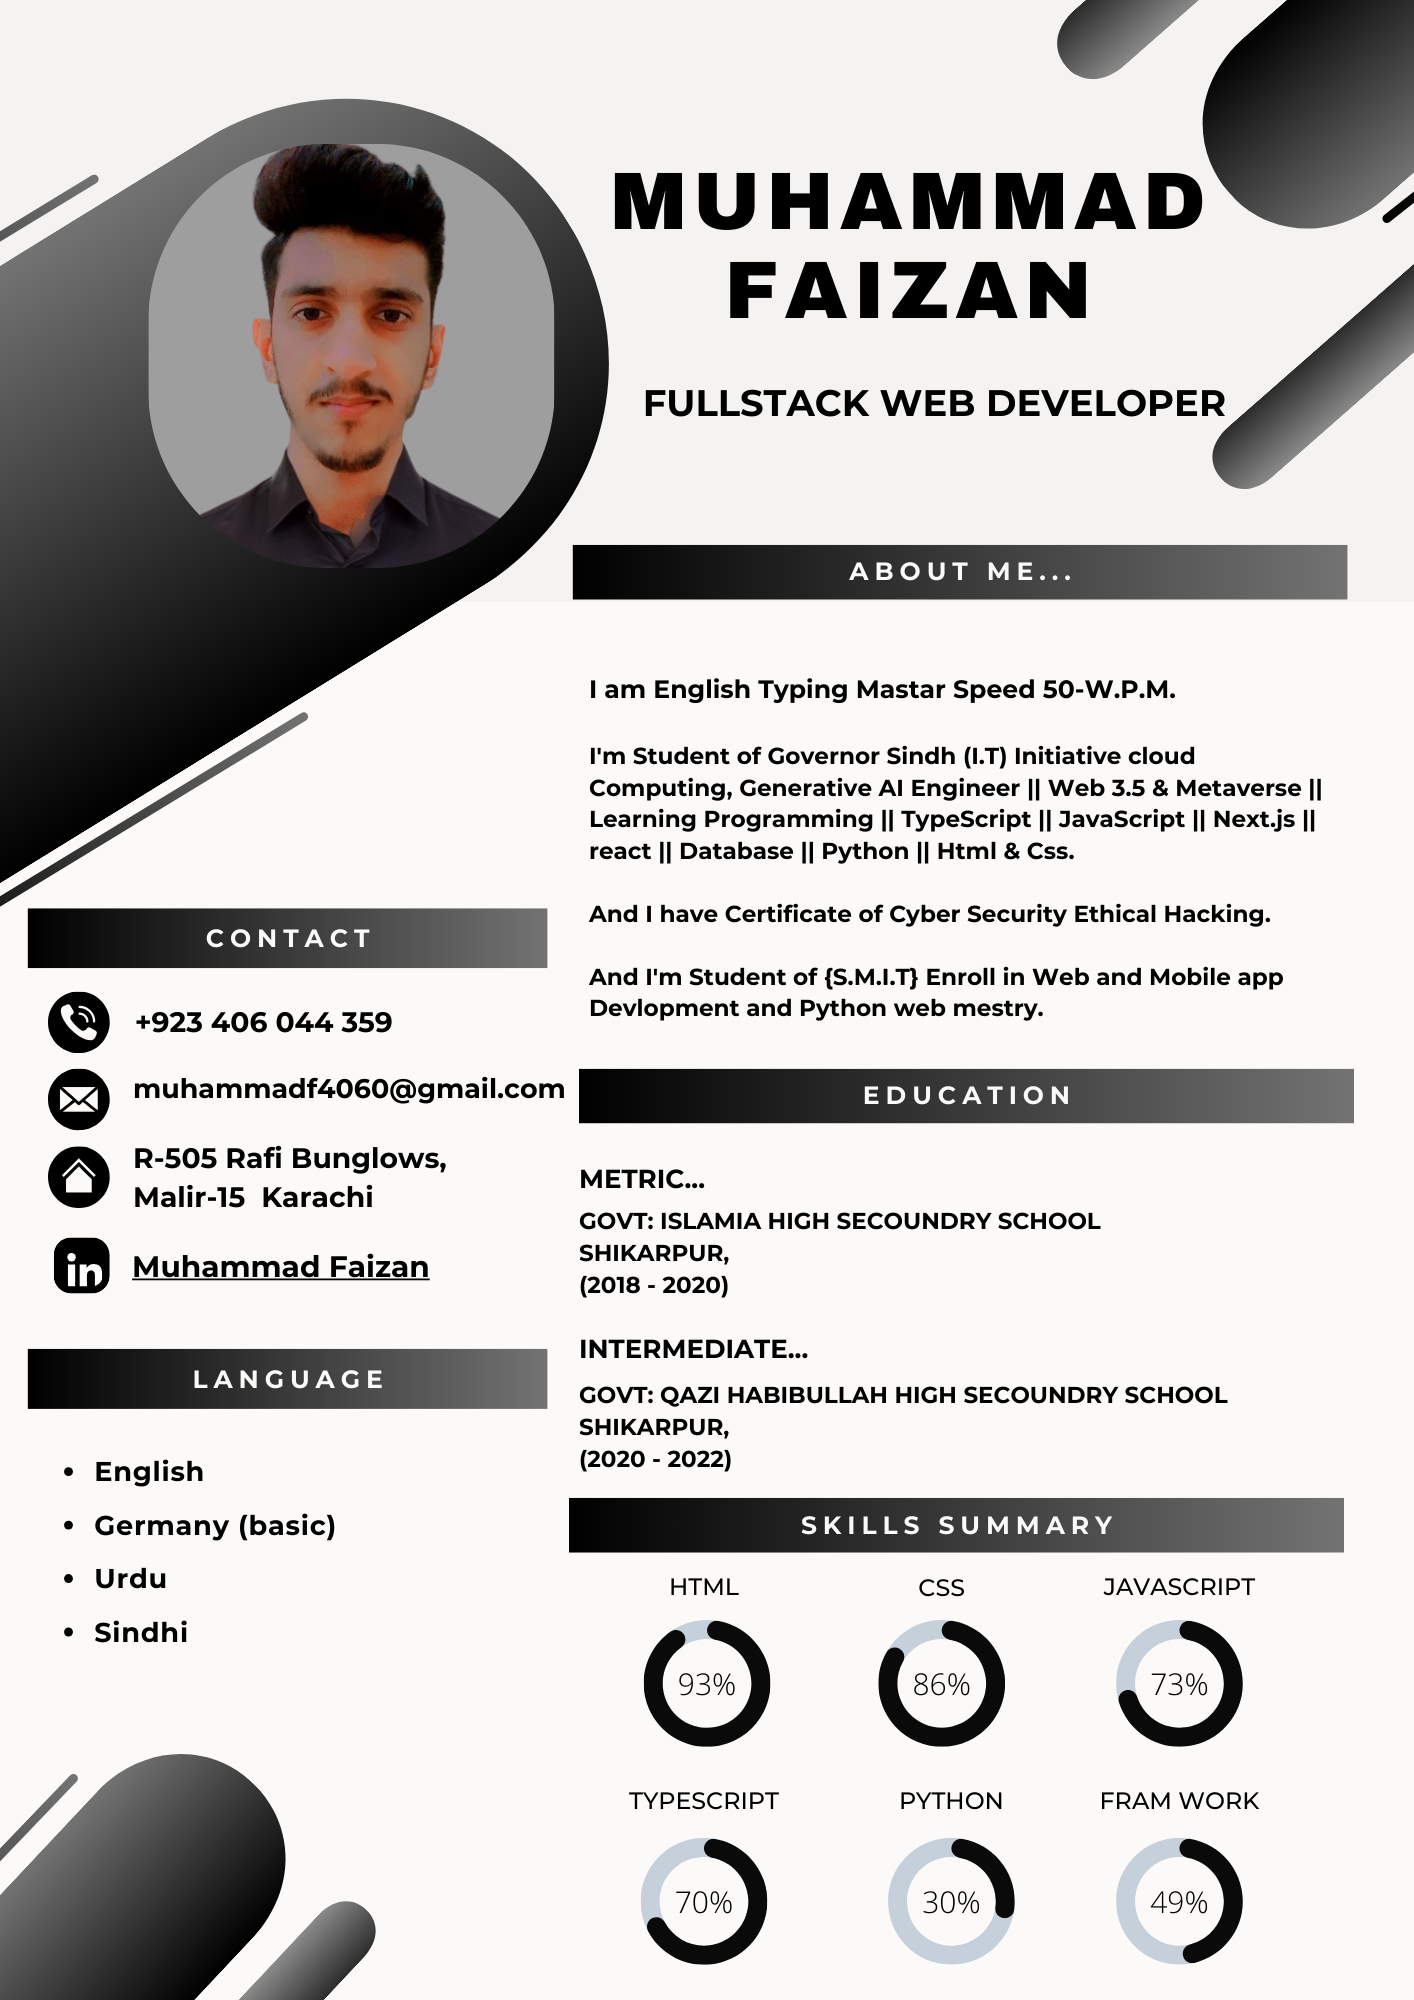 MUHAMMAD
FAIZAN
FULLSTACK WEB DEVELOPER
ABOUT ME...
I am English Typing Mastar Speed 50-W.P.M.
I'm Student of Governor Sindh (I.T) Initiative cloud
Computing, Generative AI Engineer || Web 3.5 & Metaverse ||
Learning Programming || TypeScript || JavaScript || Next.js ||
react || Database || Python || Html & Css.
And I have Certificate of Cyber Security Ethical Hacking.
And I'm Student of {S.M.I.T} Enroll in Web and Mobile app
Devlopment and Python web mestry.
CONTACT
+923 406 044 359
muhammadf4060@gmail.com
R-505 Rafi Bunglows,
Malir-15 Karachi
in
Muhammad Faizan
LANGUAGE
• English
• Germany (basic)
• Urdu
• Sindhi
EDUCATION
METRIC...
GOVT: ISLAMIA HIGH SECOUNDRY SCHOOL
SHIKARPUR,
(2018 - 2020)
INTERMEDIATE...
GOVT: QAZI HABIBULLAH HIGH SECOUNDRY SCHOOL
SHIKARPUR,
(2020 - 2022)
SKILLS SUMMARY
HTML
CSS
JAVASCRIPT
93%
86%
73%
TYPESCRIPT
PYTHON
FRAM WORK
70%
30%
49%